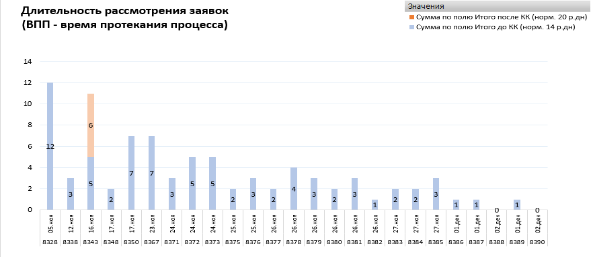 Длительность рассмотрения заявок
(ВПП - время протекания процесса)
Значения
Сумма по полю Итого после КК (норм. 20 р.дн)
Сумма по полю Итого до КК (норм. 14 р.дн)
14
12
10
8
6
4
2
0
12 3 5 6 2 7 7 3 5 5 2 3 2 4 3 2 3 1 2 2 3 1 1 0 1 0
05.ноя 12.ноя 16.ноя 17.ноя 23.ноя 23.ноя 24.ноя 24.ноя 24.ноя 25.ноя 25.ноя 26.ноя 26.ноя 26.ноя 26.ноя 26.ноя 26.ноя 27.ноя 27.ноя 27.ноя 01.дек 01.дек 02.дек 01.дек 02.дек
8328 8338 8343 8348 8350 8367 8371 8372 8373 8375 8376 8377 8378 8379 8380 8381 8382 8383 8384 8385 8386 8387 8388 8389 8390